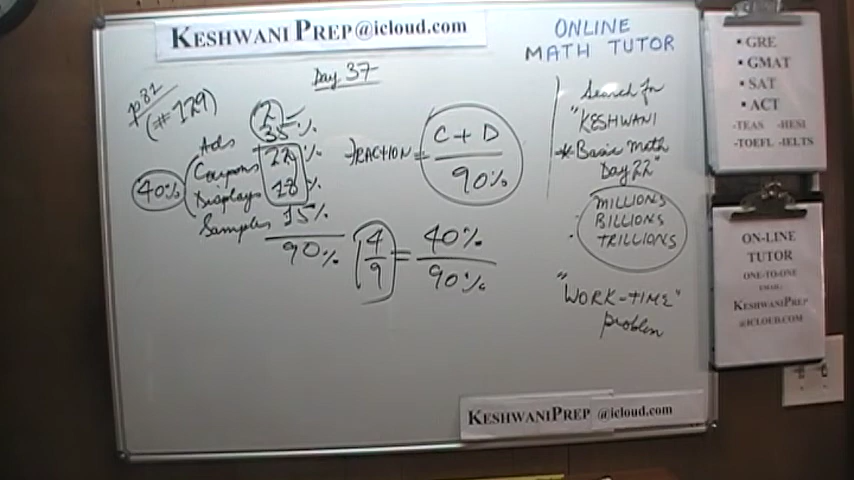 KESHWANIPREP@icloud.com
ONLINE
MATH TUTOR
Day 37
p82
(#129)
2
Ads 35%
Coupons 22%
Displays 18%
Samples 15%
40%
90%
FRACTION = C + D
90%
4 = 40%
9 90%
Search for
"KESHWANI
Basic Math
Day 22"
MILLIONS
BILLIONS
TRILLIONS
"WORK-TIME"
problem
KESHWANIPREP @icloud.com
• GRE
• GMAT
• SAT
• ACT
-TEAS -HESI
-TOEFL -IELTS
ON-LINE
TUTOR
ONE-TO-ONE
EMAIL:
KESHWANIPREP
@ICLOUD.COM